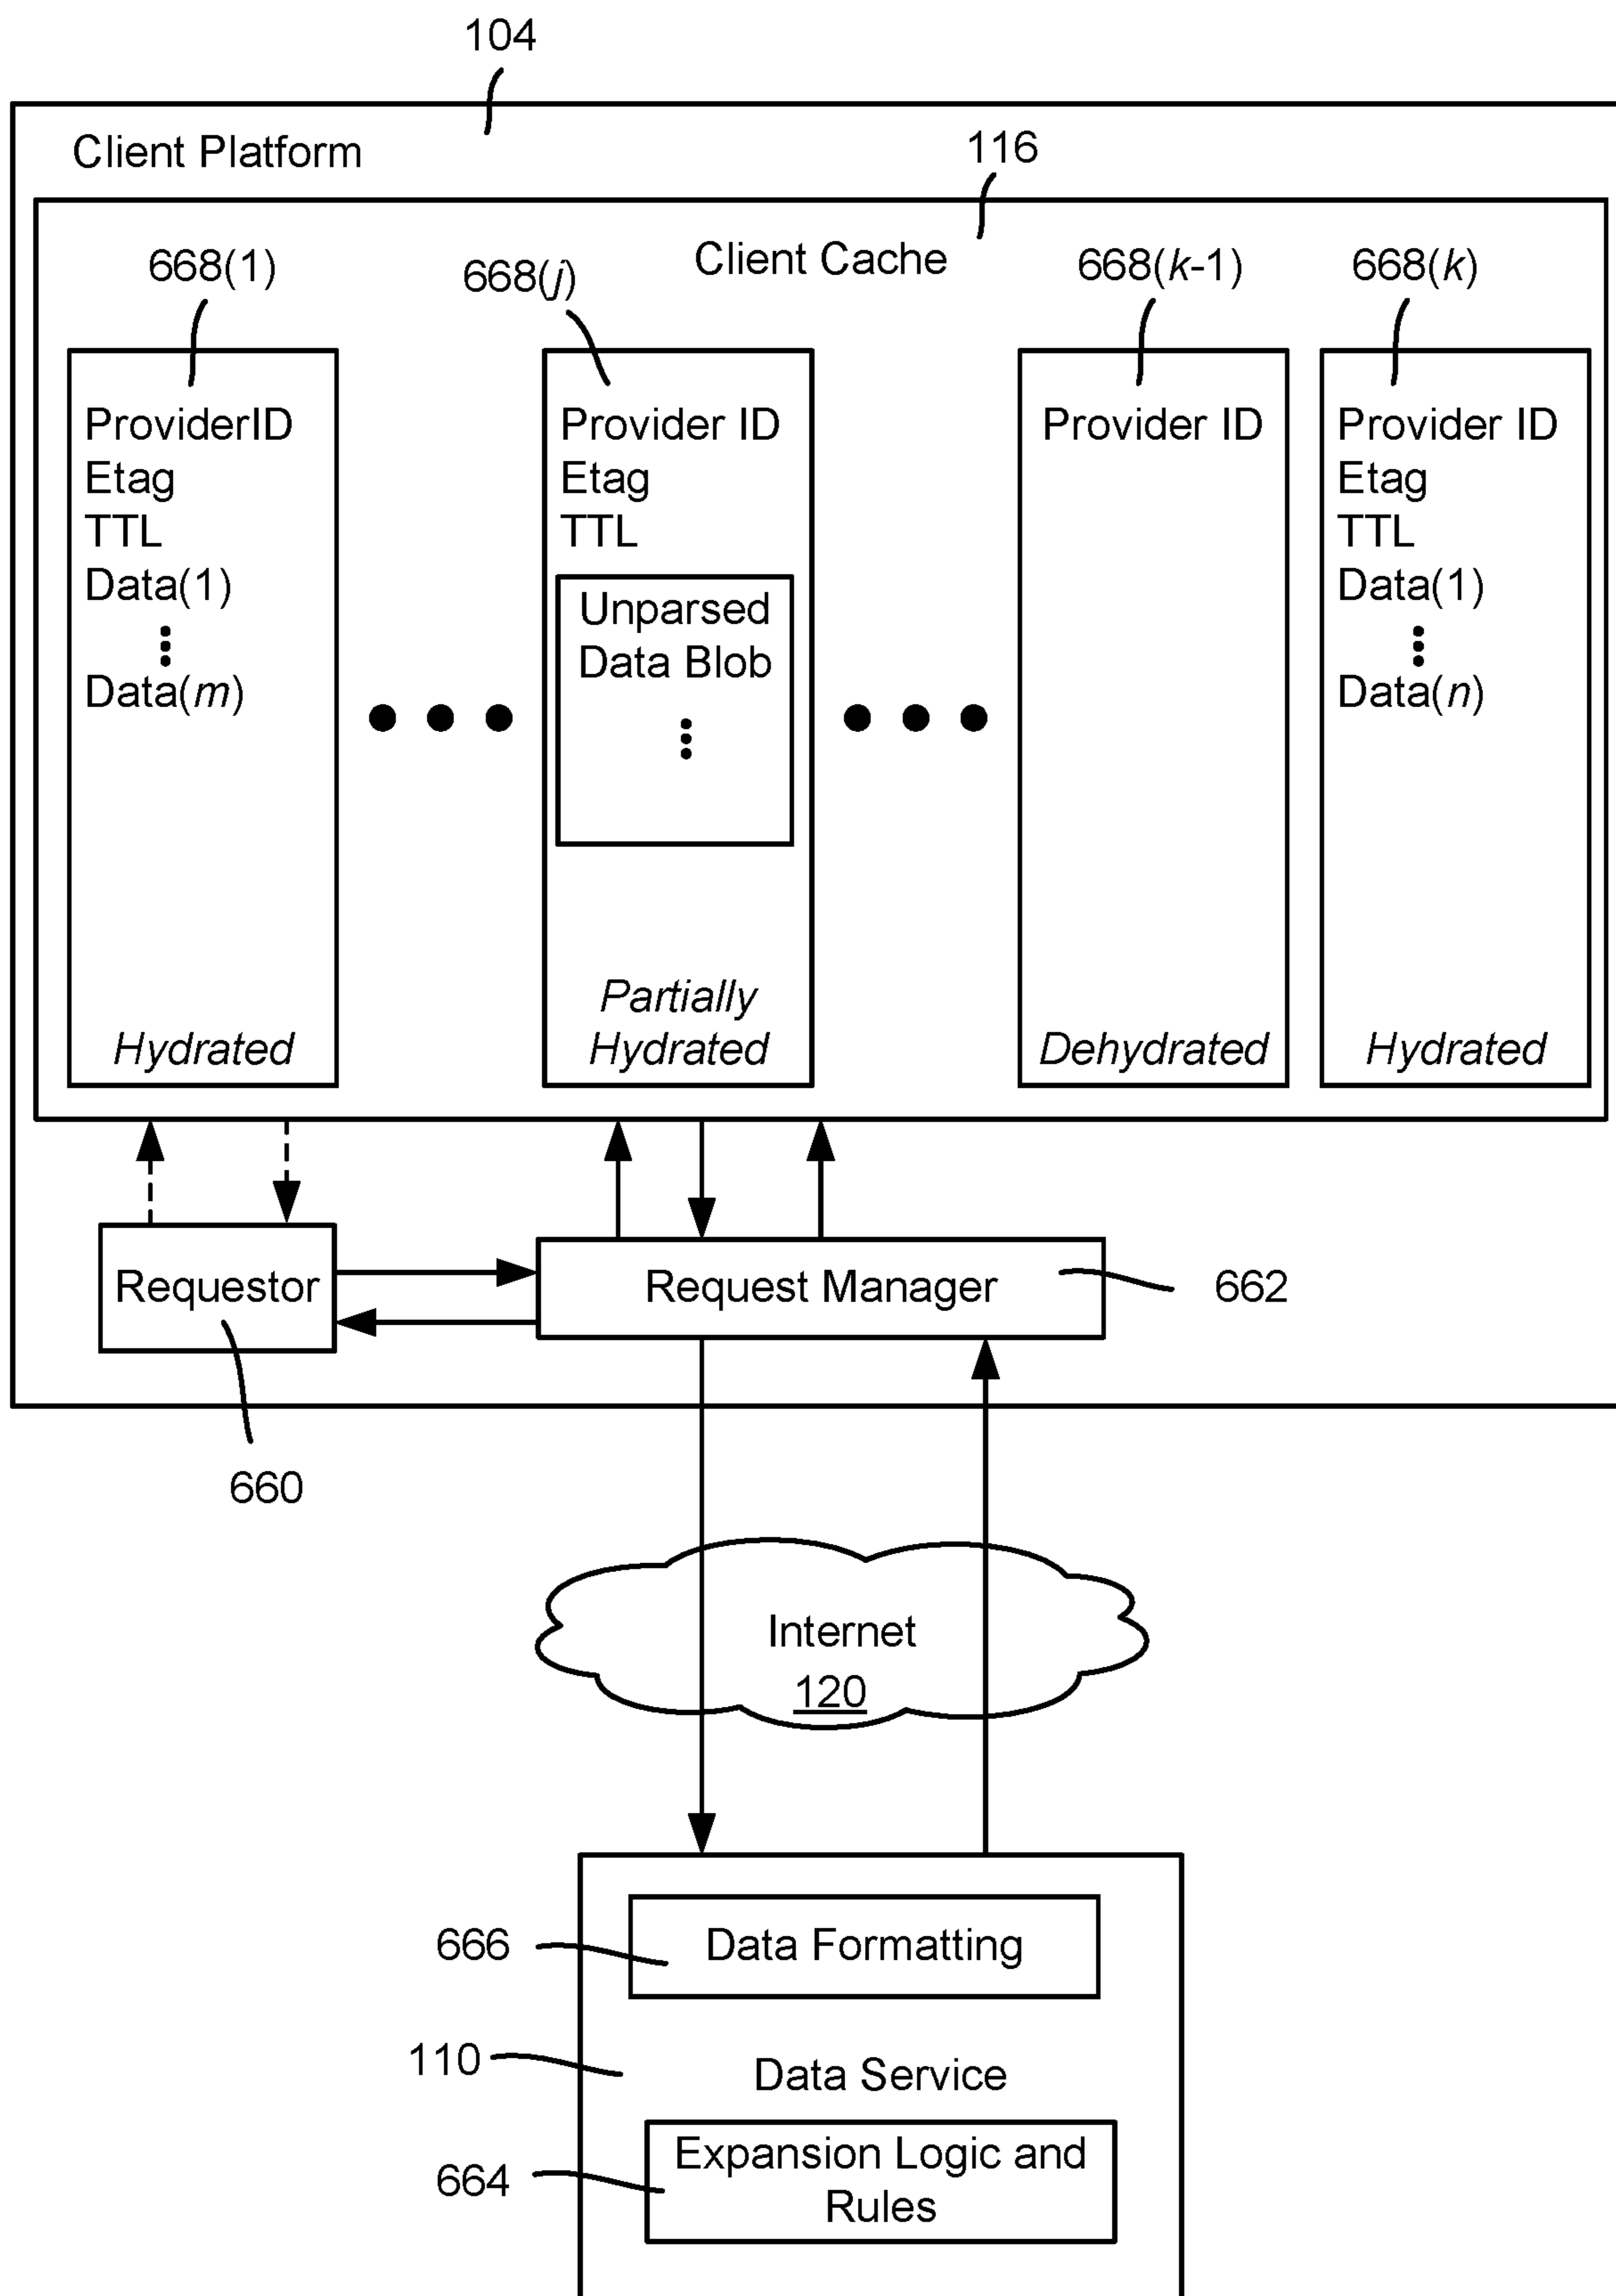 104
Client Platform
116
Client Cache
668(1)
668(j)
668(k-1)
668(k)
ProviderID
Etag
TTL
Data(1)
Data(m)
Hydrated
Provider ID
Etag
TTL
Unparsed
Data Blob
Partially
Hydrated
Provider ID
Dehydrated
Provider ID
Etag
TTL
Data(1)
Data(n)
Hydrated
Requestor
Request Manager
662
660
Internet
120
666
Data Formatting
110
Data Service
664
Expansion Logic and
Rules